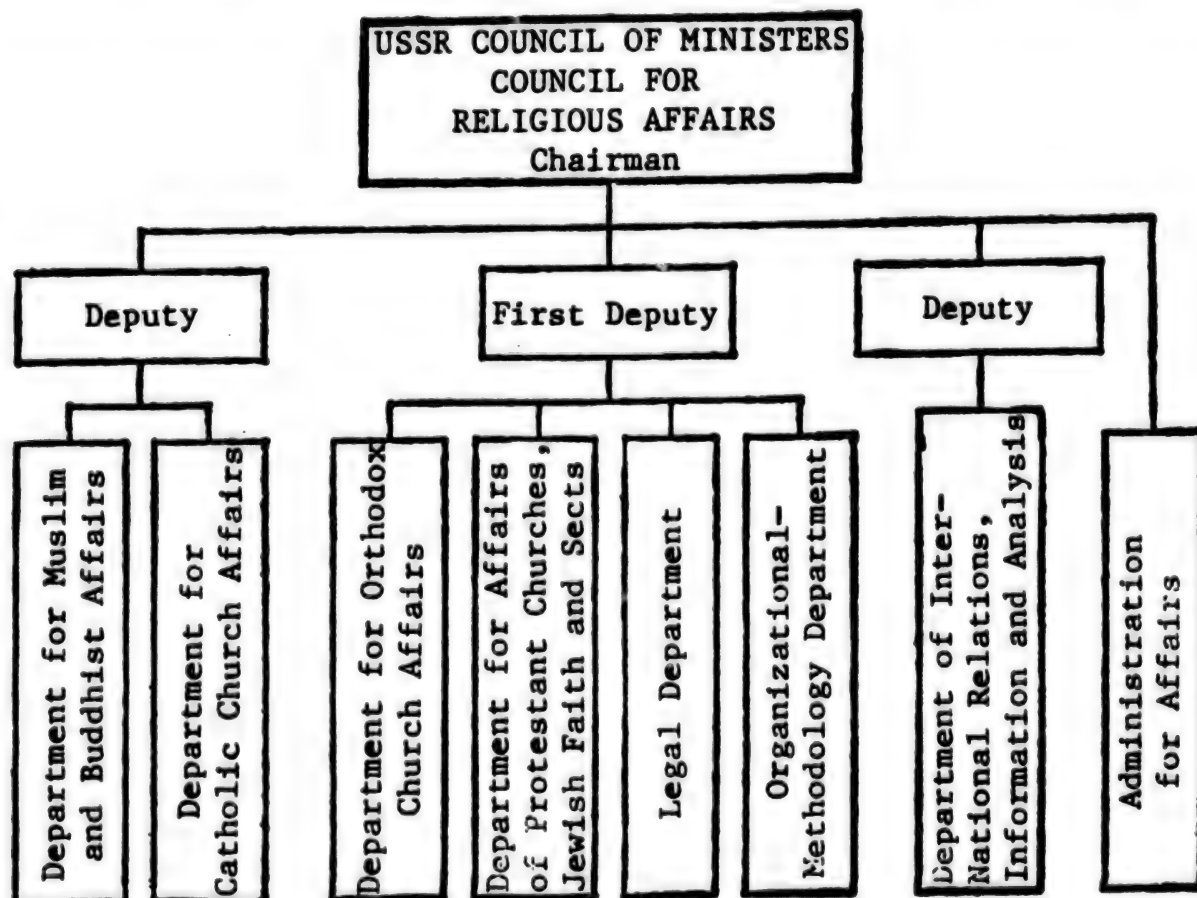 USSR COUNCIL OF MINISTERS
COUNCIL FOR
RELIGIOUS AFFAIRS
Chairman
Deputy
First Deputy
Deputy
Department for Muslim
and Buddhist Affairs
Department for
Catholic Church Affairs
Department for Orthodox
Church Affairs
Department for Affairs
of Protestant Churches,
Jewish Faith and Sects
Legal Department
Organizational-
Methodology Department
Department of Inter-
National Relations,
Information and Analysis
Administration
for Affairs